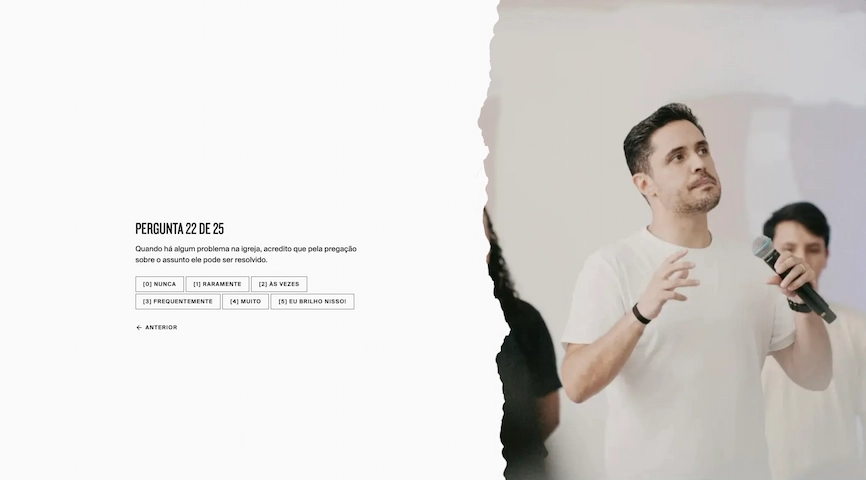 PERGUNTA 22 DE 25
Quando há algum problema na igreja, acredito que pela pregação
sobre o assunto ele pode ser resolvido.
[0] NUNCA [1] RARAMENTE [2] ÀS VEZES
[3] FREQUENTEMENTE [4] MUITO [5] EU BRILHO NISSO!
← ANTERIOR